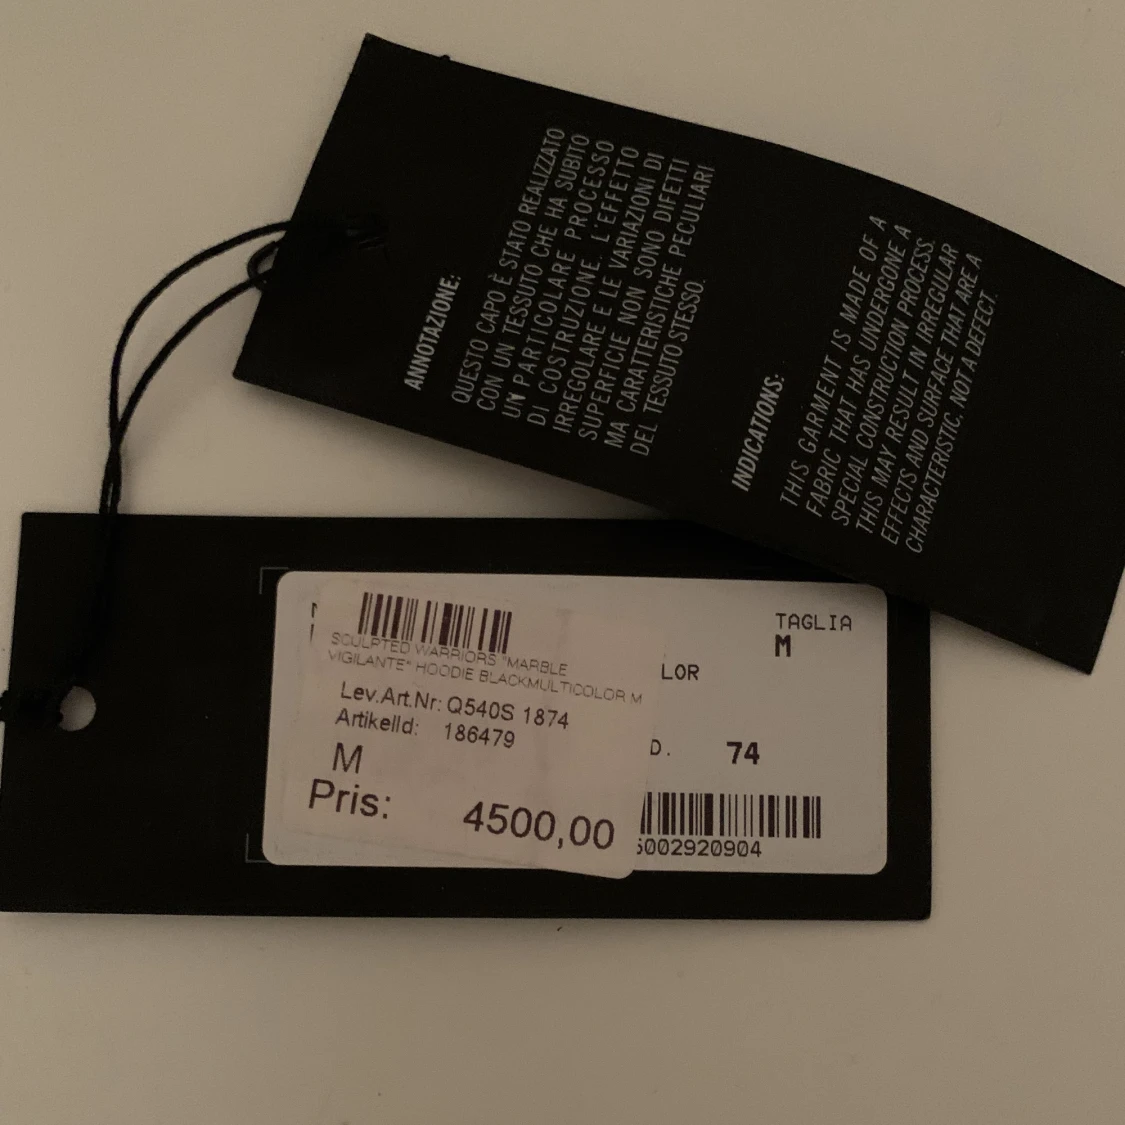 ANNOTAZIONE:
QUESTO CAPO È STATO REALIZZATO
CON UN TESSUTO CHE HA SUBITO
UN PARTICOLARE PROCESSO
DI COSTRUZIONE. L'EFFETTO
IRREGOLARE E LE VARIAZIONI DI
SUPERFICIE NON SONO DIFETTI
MA CARATTERISTICHE PECULIARI
DEL TESSUTO STESSO.
INDICATIONS:
THIS GARMENT IS MADE OF A
FABRIC THAT HAS UNDERGONE A
SPECIAL CONSTRUCTION PROCESS.
THIS MAY RESULT IN IRREGULAR
EFFECTS AND SURFACE THAT ARE A
CHARACTERISTIC, NOT A DEFECT.
SCULPTED WARRIORS "MARBLE
VIGILANTE" HOODIE BLACKMULTICOLOR M
Lev.Art.Nr: Q540S 1874
ArtikelId: 186479
M
Pris: 4500,00
TAGLIA
M
LOR
D. 74
5002920904